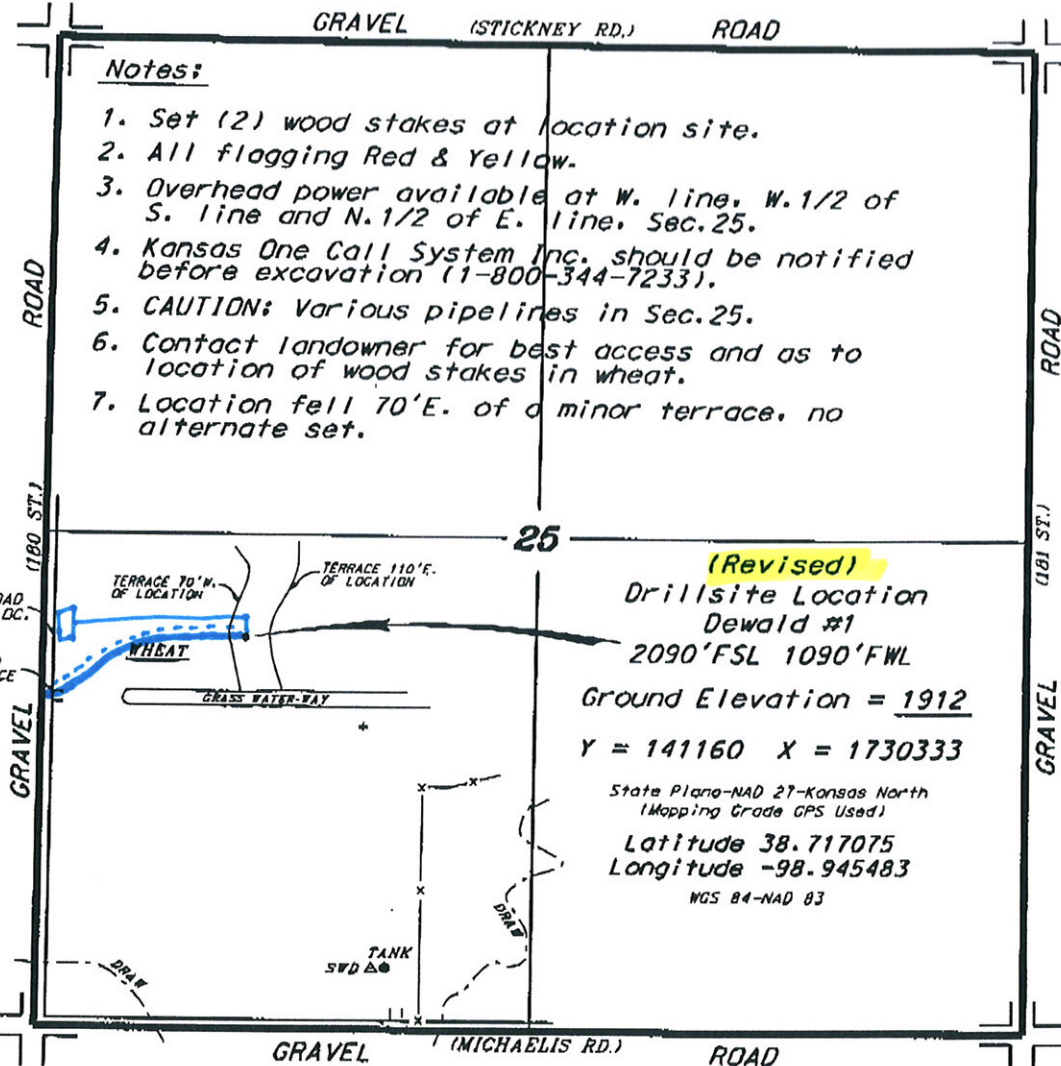 GRAVEL (STICKNEY RD.) ROAD
Notes:
1. Set (2) wood stakes at location site.
2. All flagging Red & Yellow.
3. Overhead power available at W. line, W.1/2 of
S. line and N.1/2 of E. line, Sec.25.
4. Kansas One Call System Inc. should be notified
before excavation (1-800-344-7233).
5. CAUTION: Various pipelines in Sec.25.
6. Contact landowner for best access and as to
location of wood stakes in wheat.
7. Location fell 70'E. of a minor terrace, no
alternate set.
ROAD
(180 ST.)
GRAVEL
ROAD
(181 ST.)
GRAVEL
25
TERRACE 70'W.
OF LOCATION
TERRACE 110'E.
OF LOCATION
WHEAT
GRASS WATER-WAY
(Revised)
Drillsite Location
Dewald #1
2090'FSL 1090'FWL
Ground Elevation = 1912
Y = 141160 X = 1730333
State Plane-NAD 27-Kansas North
(Mapping Grade GPS Used)
Latitude 38.717075
Longitude -98.945483
WGS 84-NAD 83
DRAW
TANK
SWD
DRAW
GRAVEL (MICHAELIS RD.) ROAD